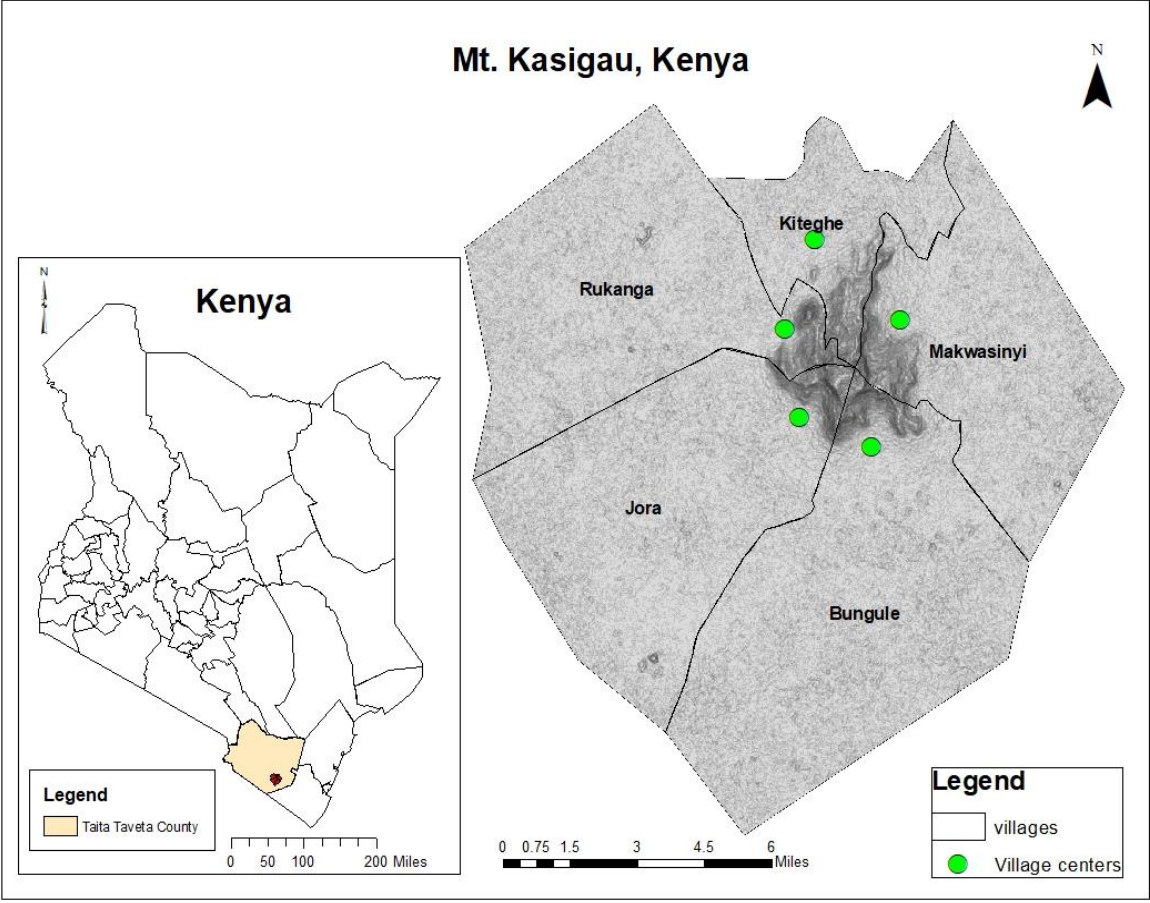 Mt. Kasigau, Kenya
N
Kiteghe
Rukanga
Makwasinyi
Jora
Bungule
N
Kenya
Legend
Taita Taveta County
0 50 100 200 Miles
0 0.75 1.5 3 4.5 6
Miles
Legend
villages
Village centers